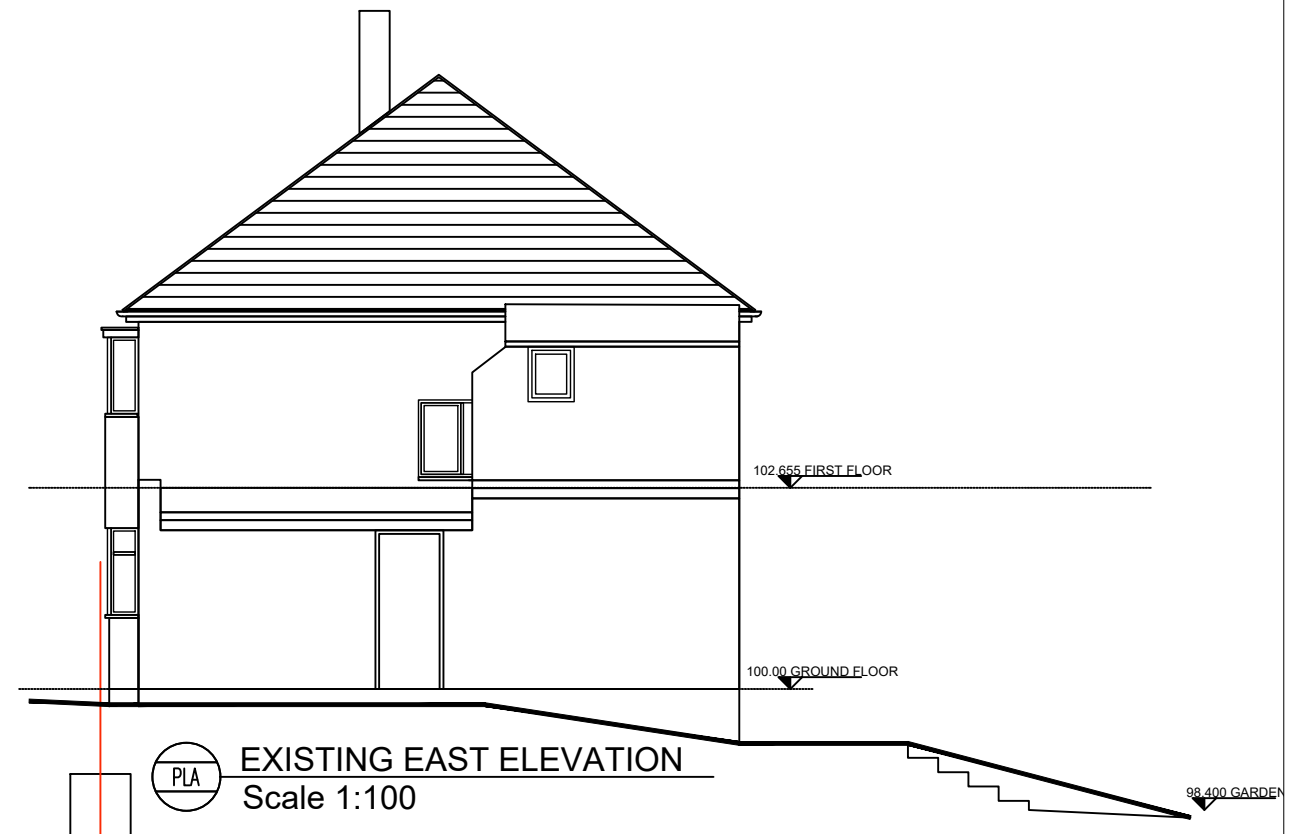 102.655 FIRST FLOOR
100.00 GROUND FLOOR
PLA
EXISTING EAST ELEVATION
Scale 1:100
98.400 GARDEN